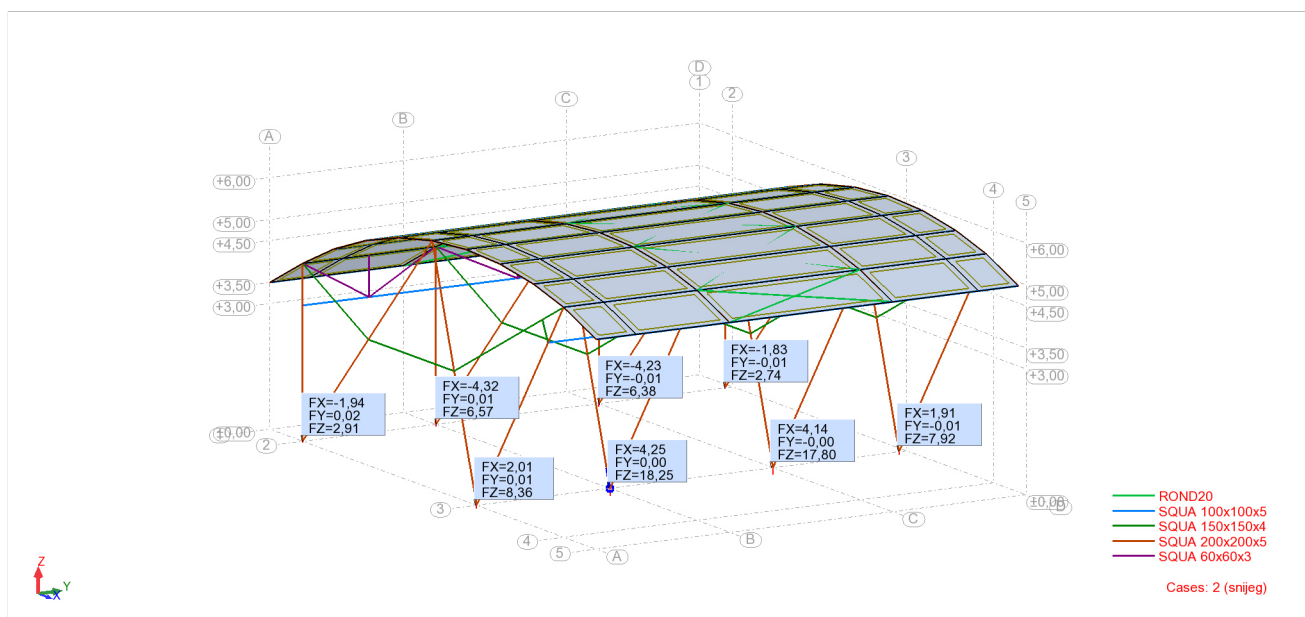 D
1
2
C
B
A
3
4
5
+6,00
+5,00
+4,50
+3,50
+3,00
±0,00
2
+6,00
+5,00
+4,50
+3,50
+3,00
FX=-1,83
FY=-0,01
FZ=2,74
FX=-4,23
FY=-0,01
FZ=6,38
FX=-4,32
FY=0,01
FZ=6,57
FX=-1,94
FY=0,02
FZ=2,91
FX=1,91
FY=-0,01
FZ=7,92
FX=4,14
FY=-0,00
FZ=17,80
FX=4,25
FY=0,00
FZ=18,25
FX=2,01
FY=0,01
FZ=8,36
3
4
5
A
B
C
±0,00
D
ROND20
SQUA 100x100x5
SQUA 150x150x4
SQUA 200x200x5
SQUA 60x60x3
Cases: 2 (snijeg)
Z
Y
X